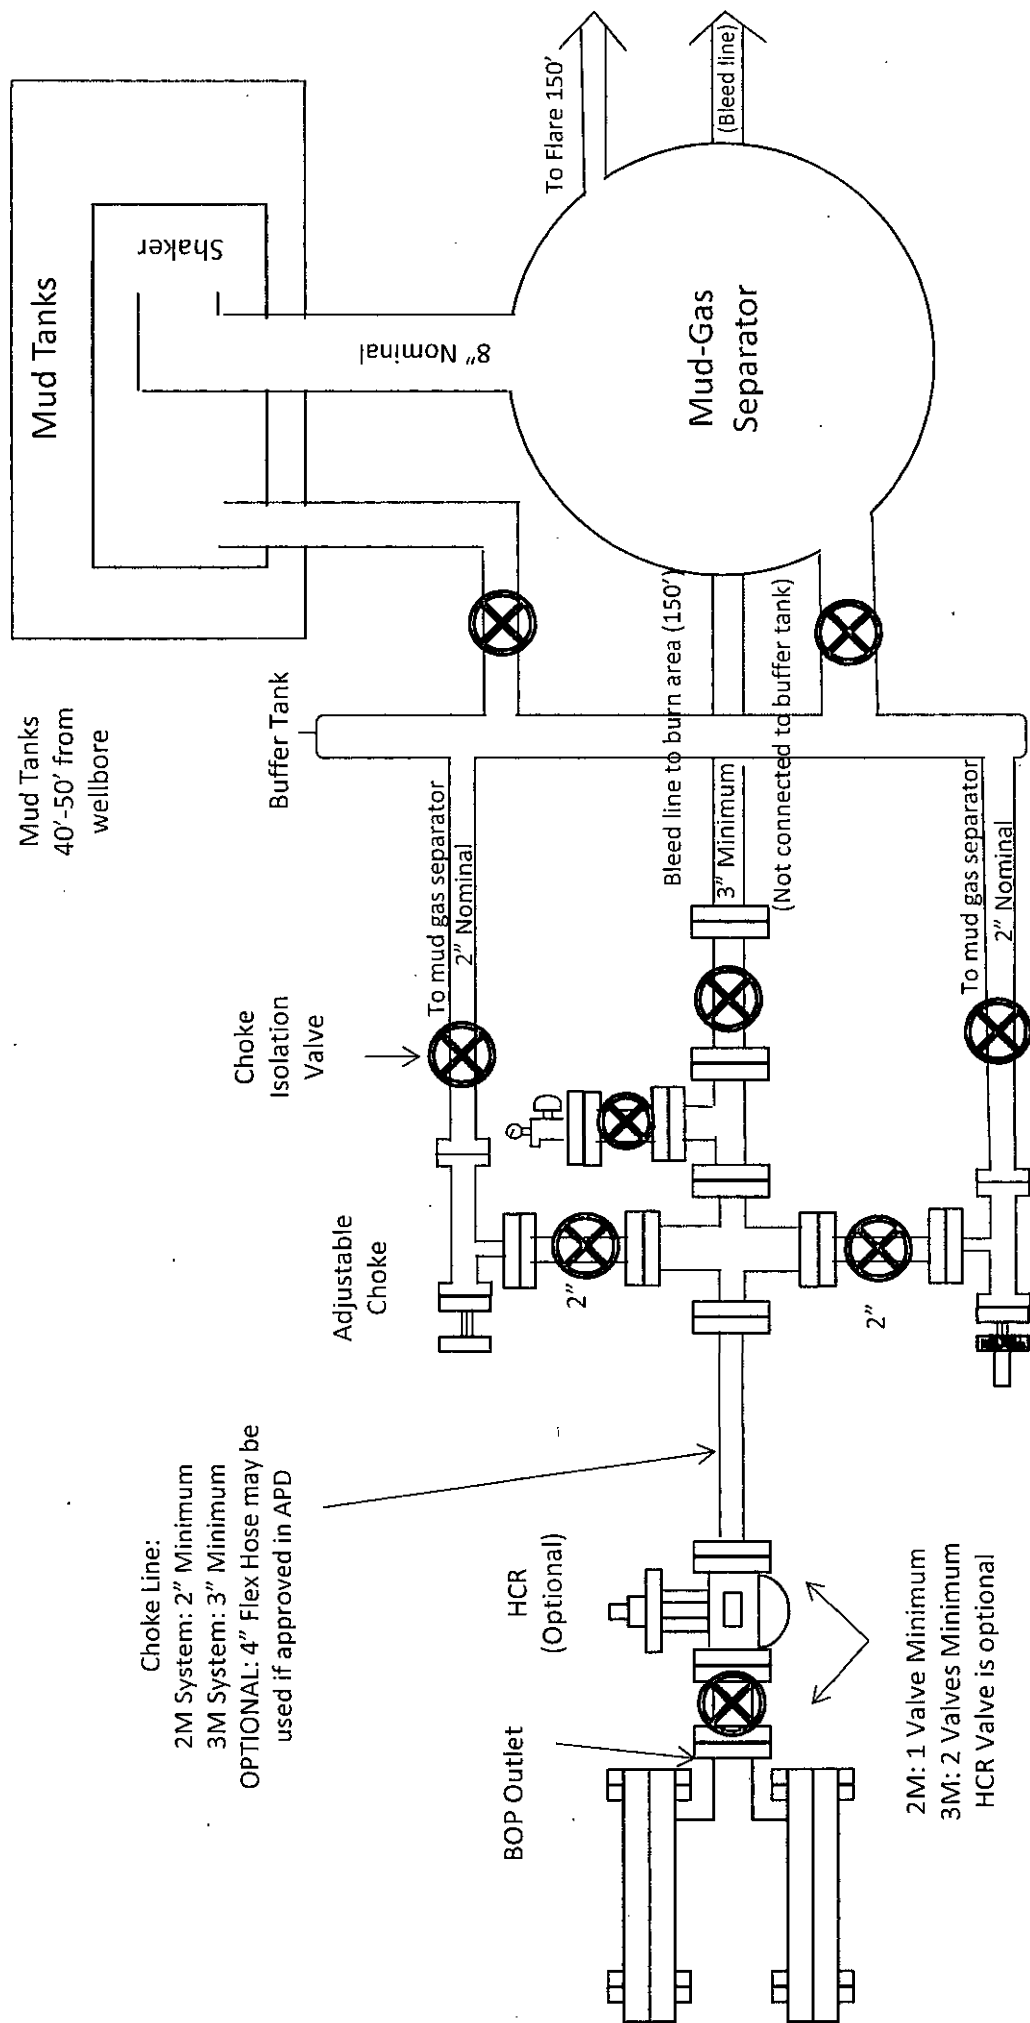 Mud Tanks
Shaker
8" Nominal
Mud Tanks
40'-50' from
wellbore
Buffer Tank
To Flare 150'
(Bleed line)
Mud-Gas
Separator
Choke Line:
2M System: 2" Minimum
3M System: 3" Minimum
OPTIONAL: 4" Flex Hose may be
used if approved in APD
Adjustable
Choke
Choke
Isolation
Valve
To mud gas separator
2" Nominal
Bleed line to burn area (150')
3" Minimum
(Not connected to buffer tank)
2"
2"
To mud gas separator
2" Nominal
HCR
(Optional)
BOP Outlet
2M: 1 Valve Minimum
3M: 2 Valves Minimum
HCR Valve is optional